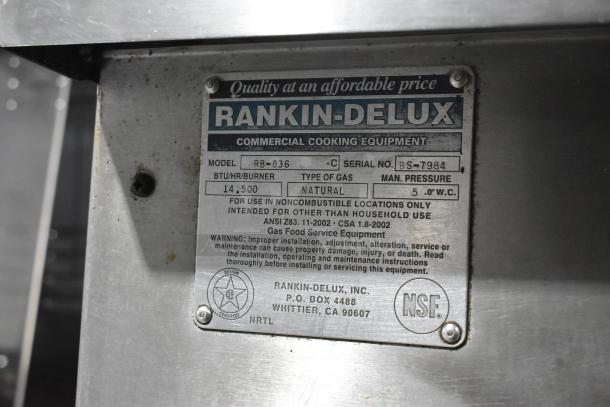 Quality at an affordable price
RANKIN-DELUX
COMMERCIAL COOKING EQUIPMENT
MODEL RB-836 -C SERIAL NO. BS-7984
BTU/HR/BURNER TYPE OF GAS MAN. PRESSURE
14,500 NATURAL 5 .0"W.C.
FOR USE IN NONCOMBUSTIBLE LOCATIONS ONLY
INTENDED FOR OTHER THAN HOUSEHOLD USE
ANSI Z83. 11-2002 - CSA 1.8-2002
Gas Food Service Equipment
WARNING: Improper installation, adjustment, alteration, service or
maintenance can cause property damage, injury, or death. Read
the installation, operating and maintenance instructions
thoroughly before installing or servicing this equipment.
DESIGN
CERTIFIED
NRTL
RANKIN-DELUX, INC.
P.O. BOX 4488
WHITTIER, CA 90607
NSF®